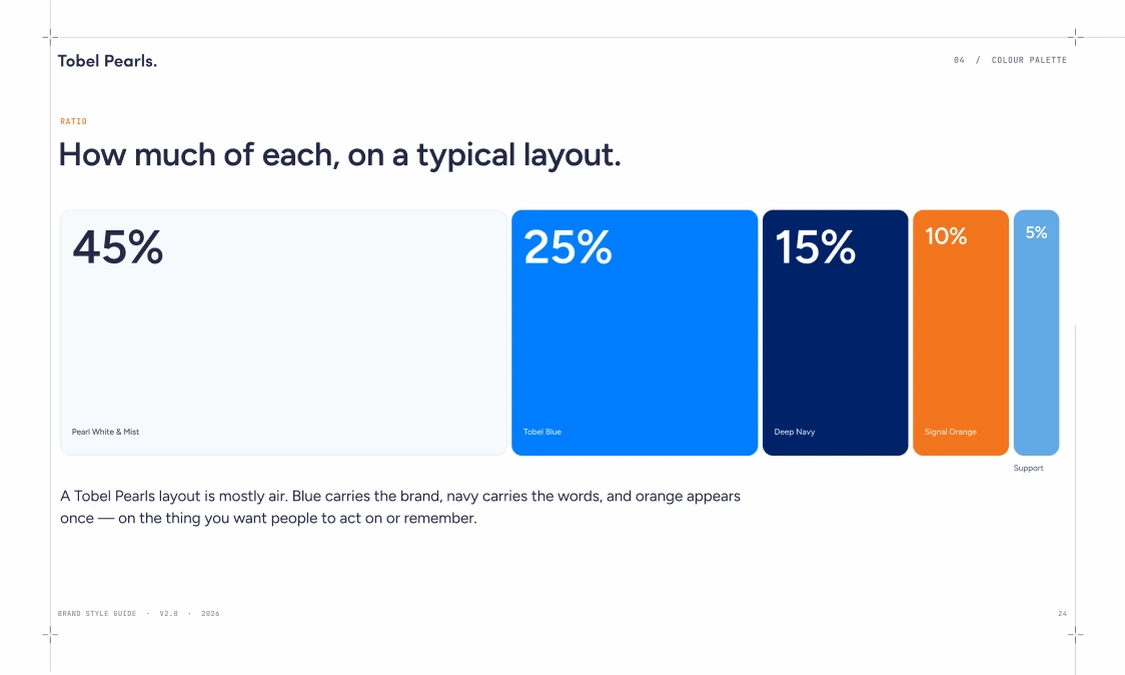 Tobel Pearls.
04 / COLOUR PALETTE
RATIO
How much of each, on a typical layout.
45%
25%
15%
10%
5%
Pearl White & Mist
Tobel Blue
Deep Navy
Signal Orange
Support
A Tobel Pearls layout is mostly air. Blue carries the brand, navy carries the words, and orange appears
once — on the thing you want people to act on or remember.
BRAND STYLE GUIDE · V2.0 · 2026
24